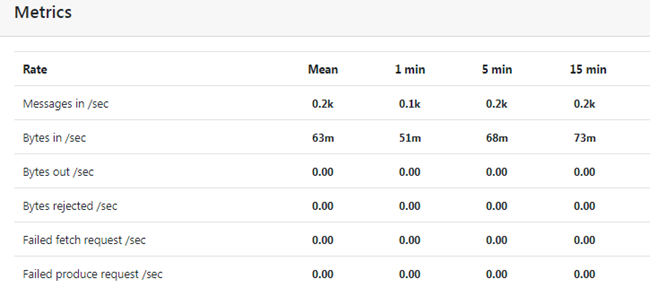 Metrics
Rate Mean 1 min 5 min 15 min
Messages in /sec 0.2k 0.1k 0.2k 0.2k
Bytes in /sec 63m 51m 68m 73m
Bytes out /sec 0.00 0.00 0.00 0.00
Bytes rejected /sec 0.00 0.00 0.00 0.00
Failed fetch request /sec 0.00 0.00 0.00 0.00
Failed produce request /sec 0.00 0.00 0.00 0.00